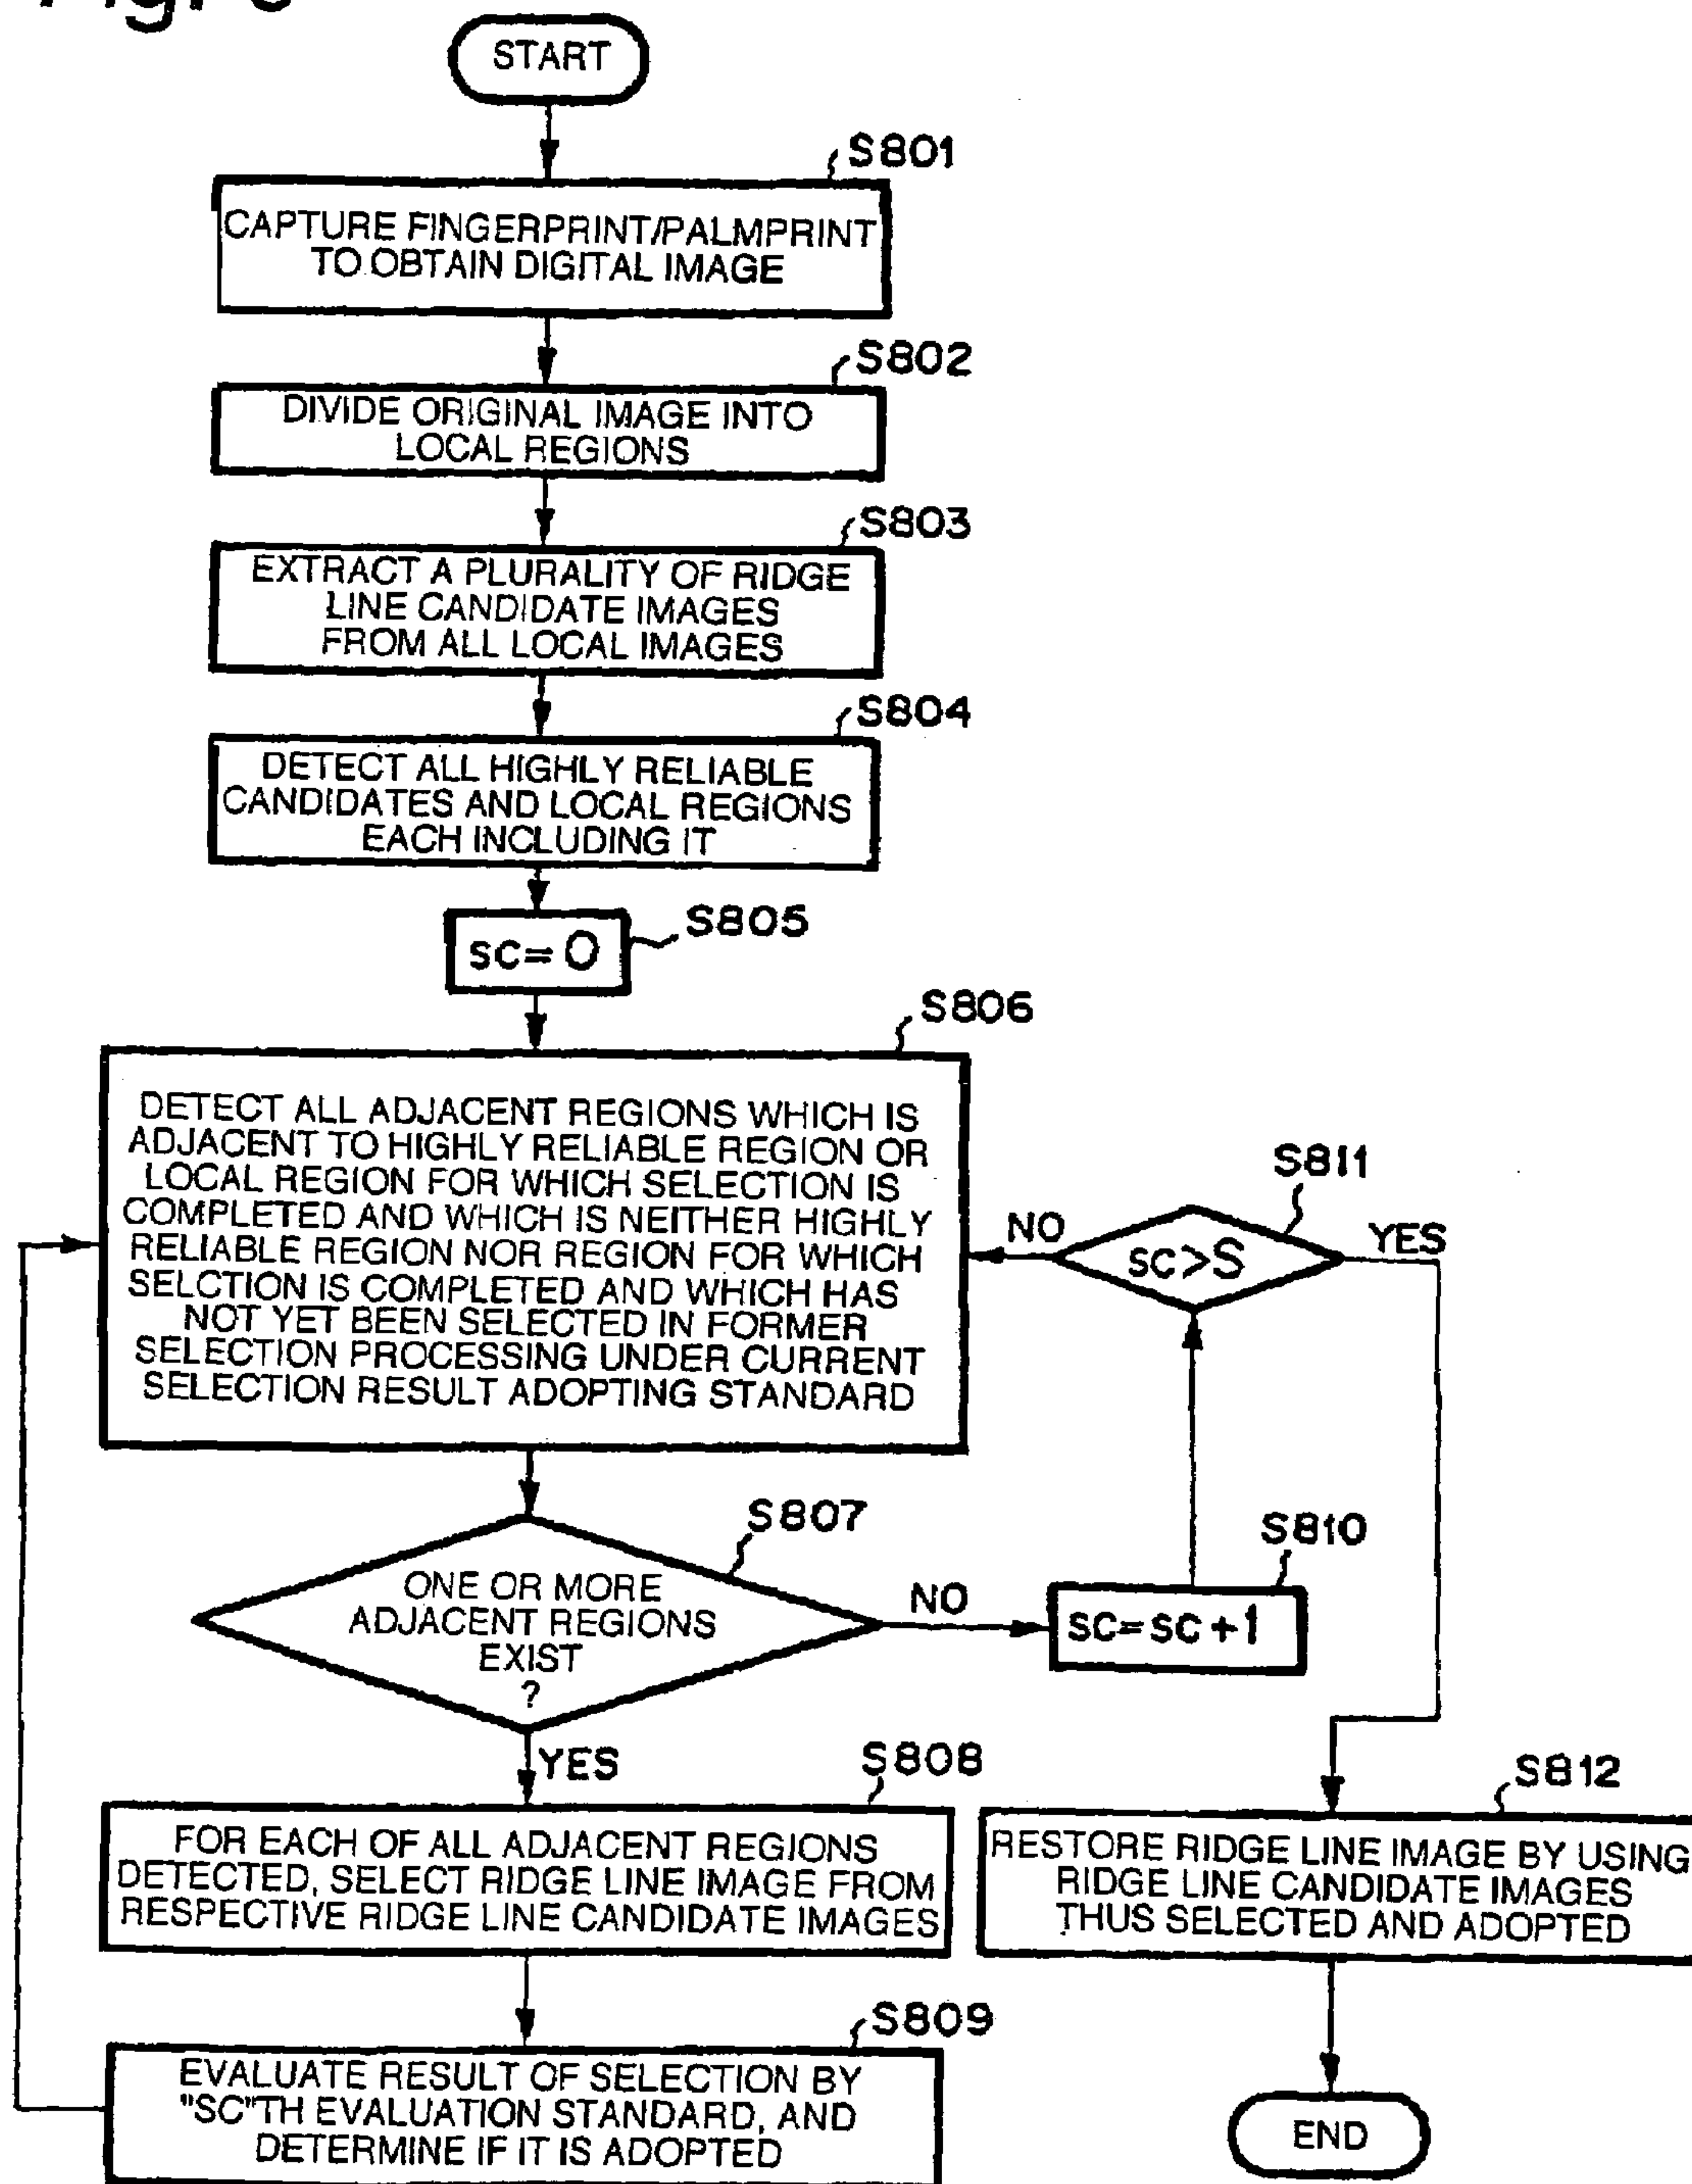 START
S801
CAPTURE FINGERPRINT/PALMPRINT
TO OBTAIN DIGITAL IMAGE
S802
DIVIDE ORIGINAL IMAGE INTO
LOCAL REGIONS
S803
EXTRACT A PLURALITY OF RIDGE
LINE CANDIDATE IMAGES
FROM ALL LOCAL IMAGES
S804
DETECT ALL HIGHLY RELIABLE
CANDIDATES AND LOCAL REGIONS
EACH INCLUDING IT
S805
sc=0
S806
DETECT ALL ADJACENT REGIONS WHICH IS
ADJACENT TO HIGHLY RELIABLE REGION OR
LOCAL REGION FOR WHICH SELECTION IS
COMPLETED AND WHICH IS NEITHER HIGHLY
RELIABLE REGION NOR REGION FOR WHICH
SELCTION IS COMPLETED AND WHICH HAS
NOT YET BEEN SELECTED IN FORMER
SELECTION PROCESSING UNDER CURRENT
SELECTION RESULT ADOPTING STANDARD
S811
NO
sc>S
YES
S807
ONE OR MORE
ADJACENT REGIONS
EXIST
?
NO
S810
sc=sc+1
YES
S808
FOR EACH OF ALL ADJACENT REGIONS
DETECTED, SELECT RIDGE LINE IMAGE FROM
RESPECTIVE RIDGE LINE CANDIDATE IMAGES
S812
RESTORE RIDGE LINE IMAGE BY USING
RIDGE LINE CANDIDATE IMAGES
THUS SELECTED AND ADOPTED
S809
EVALUATE RESULT OF SELECTION BY
"SC"TH EVALUATION STANDARD, AND
DETERMINE IF IT IS ADOPTED
END